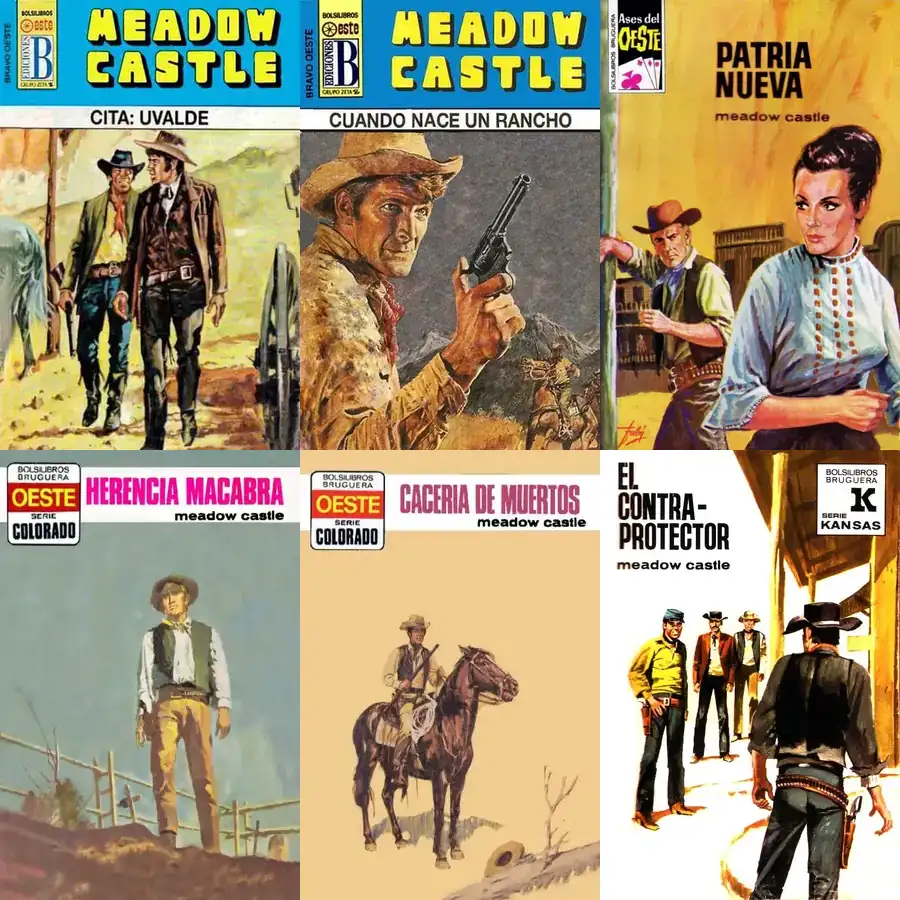 BRAVO OESTE
BOLSILIBROS
oeste
EDICIONES
B
GRUPO ZETA
MEADOW
CASTLE
CITA: UVALDE
BRAVO OESTE
BOLSILIBROS
oeste
EDICIONES
B
GRUPO ZETA
MEADOW
CASTLE
CUANDO NACE UN RANCHO
BOLSILIBROS BRUGUERA
Ases del
OESTE
PATRIA
NUEVA
meadow castle
BOLSILIBROS
BRUGUERA
OESTE
SERIE
COLORADO
HERENCIA MACABRA
meadow castle
BOLSILIBROS
BRUGUERA
OESTE
SERIE
COLORADO
CACERIA DE MUERTOS
meadow castle
EL
CONTRA-
PROTECTOR
meadow castle
BOLSILIBROS
BRUGUERA
K
SERIE
KANSAS